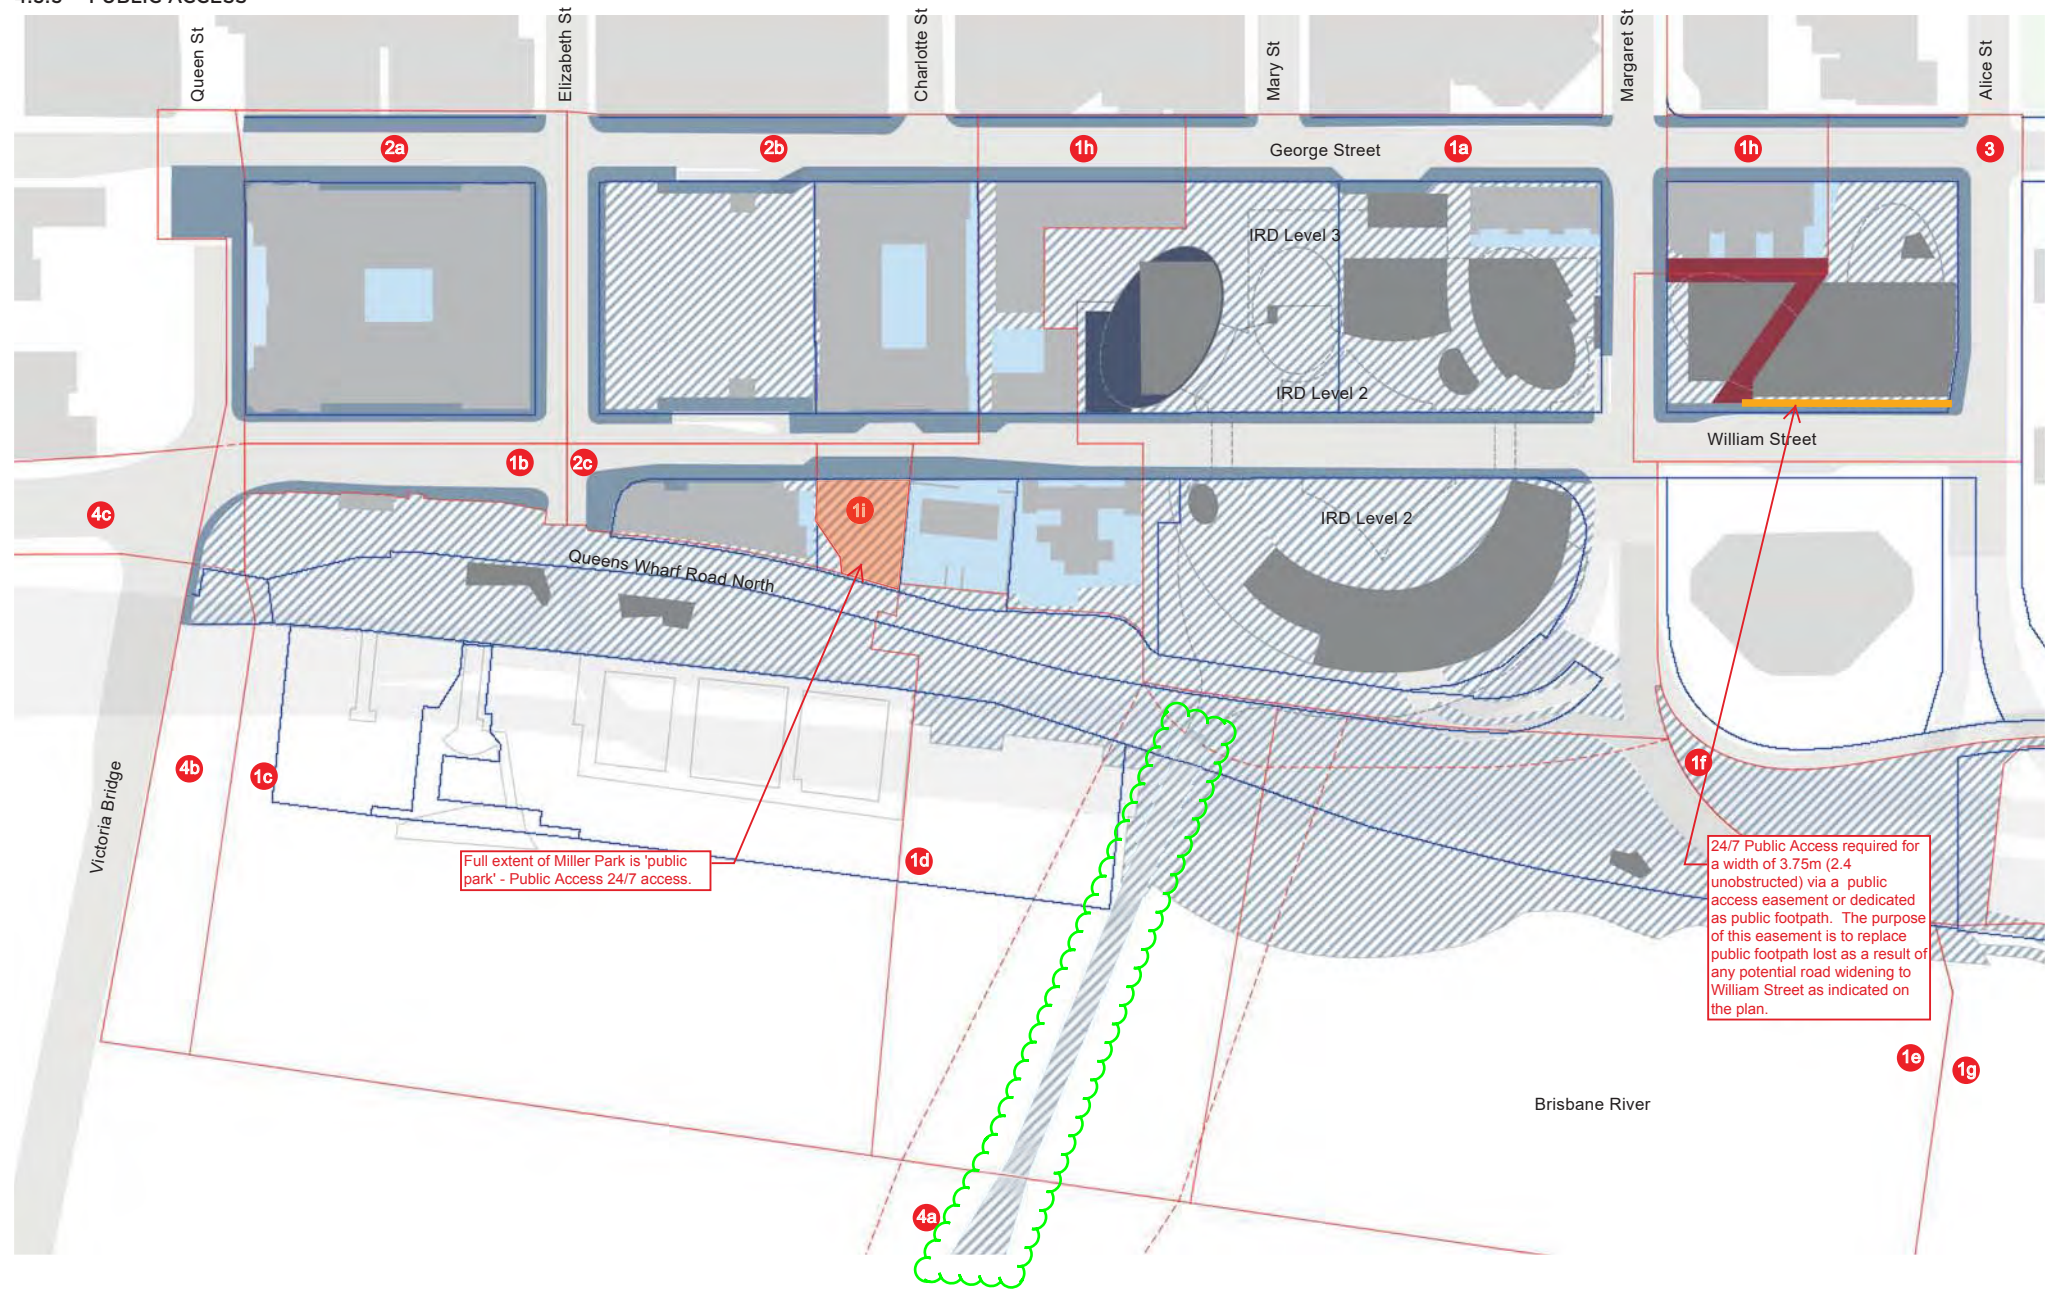 PUBLIC ACCESS
Queen St
Elizabeth St
Charlotte St
Mary St
Margaret St
Alice St
2a
2b
1h
George Street
1a
1h
3
IRD Level 3
IRD Level 2
William Street
1b
2c
4c
1i
IRD Level 2
Queens Wharf Road North
4b
1c
Victoria Bridge
1f
1d
Full extent of Miller Park is 'public
park' - Public Access 24/7 access.
24/7 Public Access required for
a width of 3.75m (2.4
unobstructed) via a public
access easement or dedicated
as public footpath. The purpose
of this easement is to replace
public footpath lost as a result of
any potential road widening to
William Street as indicated on
the plan.
1e
1g
Brisbane River
4a